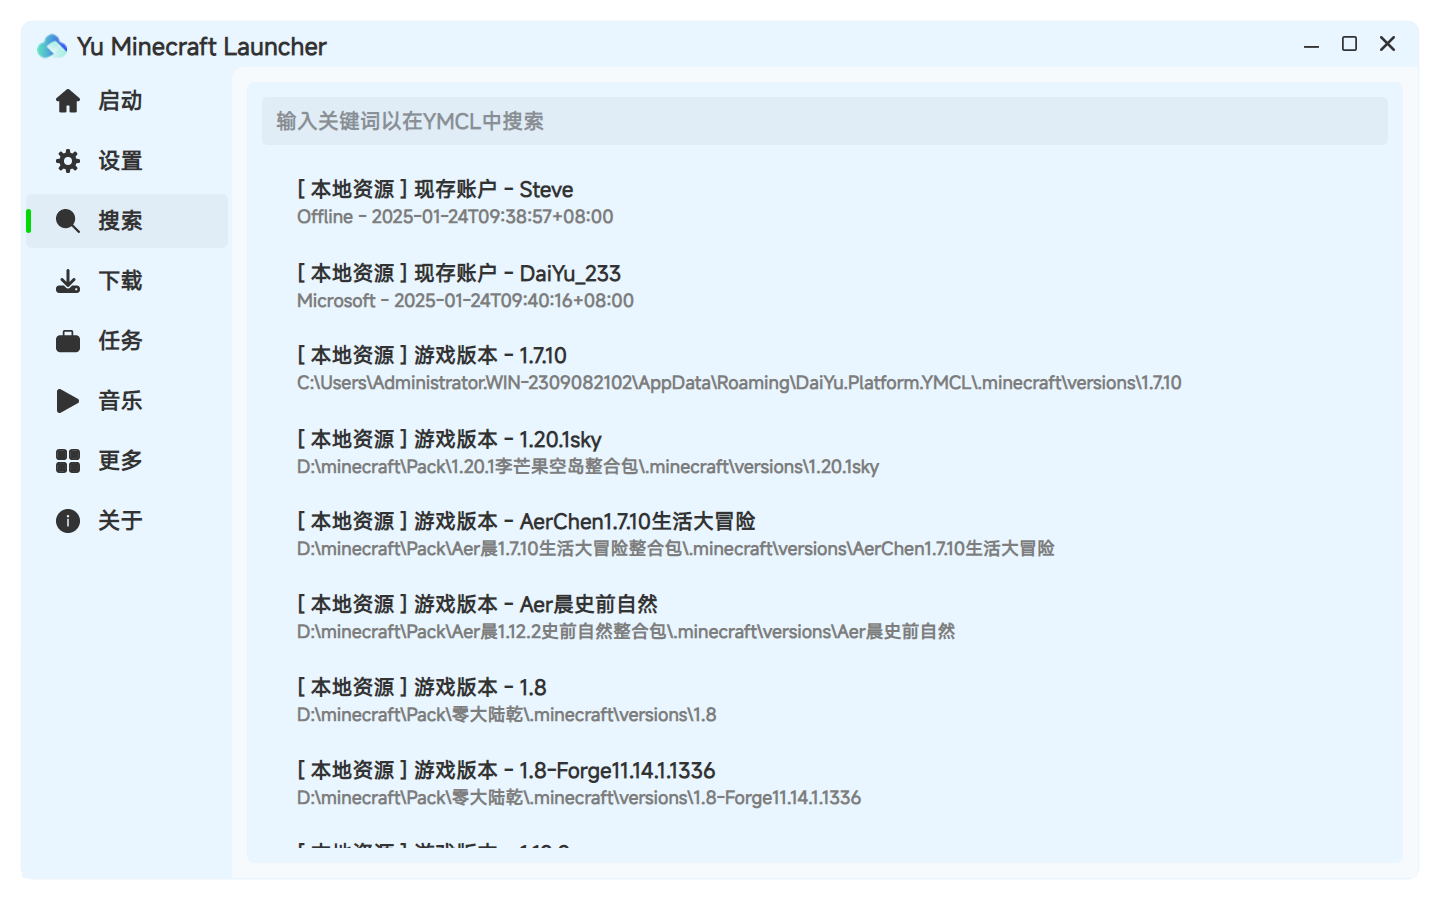 Yu Minecraft Launcher
启动
设置
搜索
下载
任务
音乐
更多
关于
输入关键词以在YMCL中搜索
[ 本地资源 ] 现存账户 - Steve
Offline - 2025-01-24T09:38:57+08:00
[ 本地资源 ] 现存账户 - DaiYu_233
Microsoft - 2025-01-24T09:40:16+08:00
[ 本地资源 ] 游戏版本 - 1.7.10
C:\Users\Administrator.WIN-2309082102\AppData\Roaming\DaiYu.Platform.YMCL\.minecraft\versions\1.7.10
[ 本地资源 ] 游戏版本 - 1.20.1sky
D:\minecraft\Pack\1.20.1李芒果空岛整合包\.minecraft\versions\1.20.1sky
[ 本地资源 ] 游戏版本 - AerChen1.7.10生活大冒险
D:\minecraft\Pack\Aer晨1.7.10生活大冒险整合包\.minecraft\versions\AerChen1.7.10生活大冒险
[ 本地资源 ] 游戏版本 - Aer晨史前自然
D:\minecraft\Pack\Aer晨1.12.2史前自然整合包\.minecraft\versions\Aer晨史前自然
[ 本地资源 ] 游戏版本 - 1.8
D:\minecraft\Pack\零大陆乾\.minecraft\versions\1.8
[ 本地资源 ] 游戏版本 - 1.8-Forge11.14.1.1336
D:\minecraft\Pack\零大陆乾\.minecraft\versions\1.8-Forge11.14.1.1336
[ 本地资源 ] 游戏版本 -